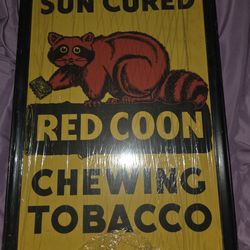 SUN CURED
RED COON
CHEWING
TOBACCO